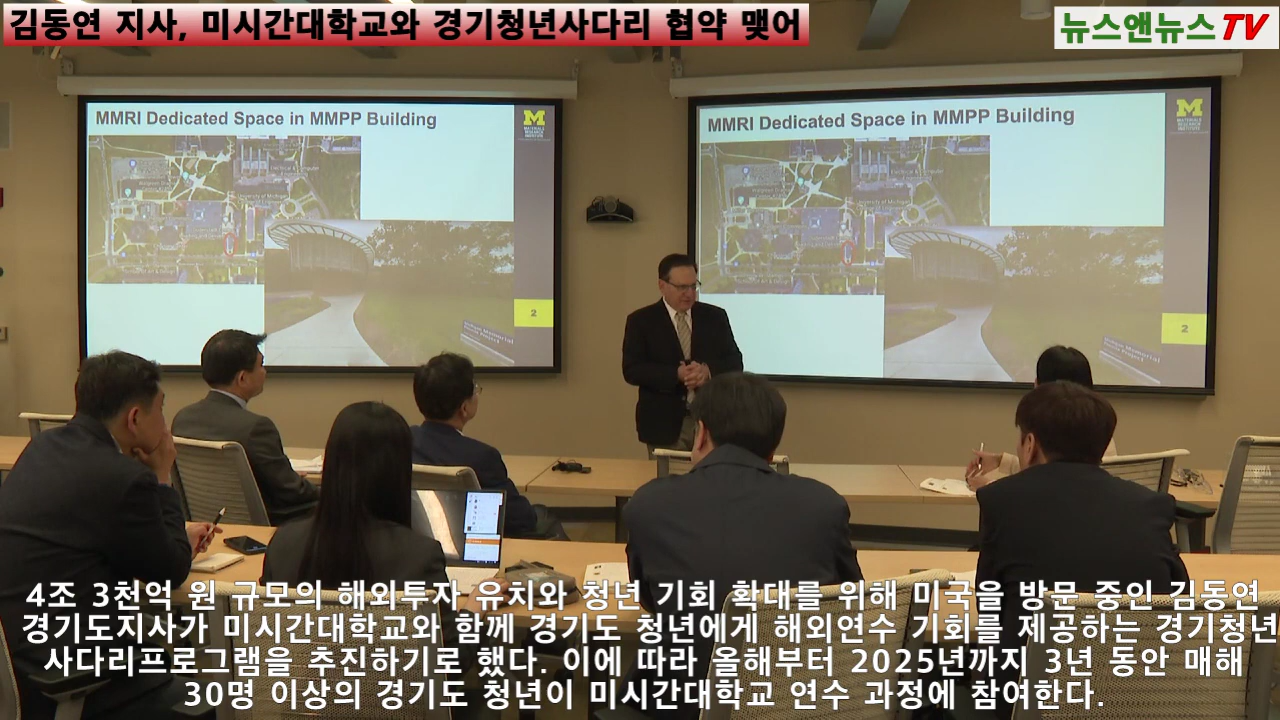 김동연 지사, 미시간대학교와 경기청년사다리 협약 맺어
뉴스앤뉴스TV
MMRI Dedicated Space in MMPP Building
M
MATERIALS
RESEARCH
INSTITUTE
2
MMRI Dedicated Space in MMPP Building
M
MATERIALS
RESEARCH
INSTITUTE
2
4조 3천억 원 규모의 해외투자 유치와 청년 기회 확대를 위해 미국을 방문 중인 김동연
경기도지사가 미시간대학교와 함께 경기도 청년에게 해외연수 기회를 제공하는 경기청년
사다리프로그램을 추진하기로 했다. 이에 따라 올해부터 2025년까지 3년 동안 매해
30명 이상의 경기도 청년이 미시간대학교 연수 과정에 참여한다.